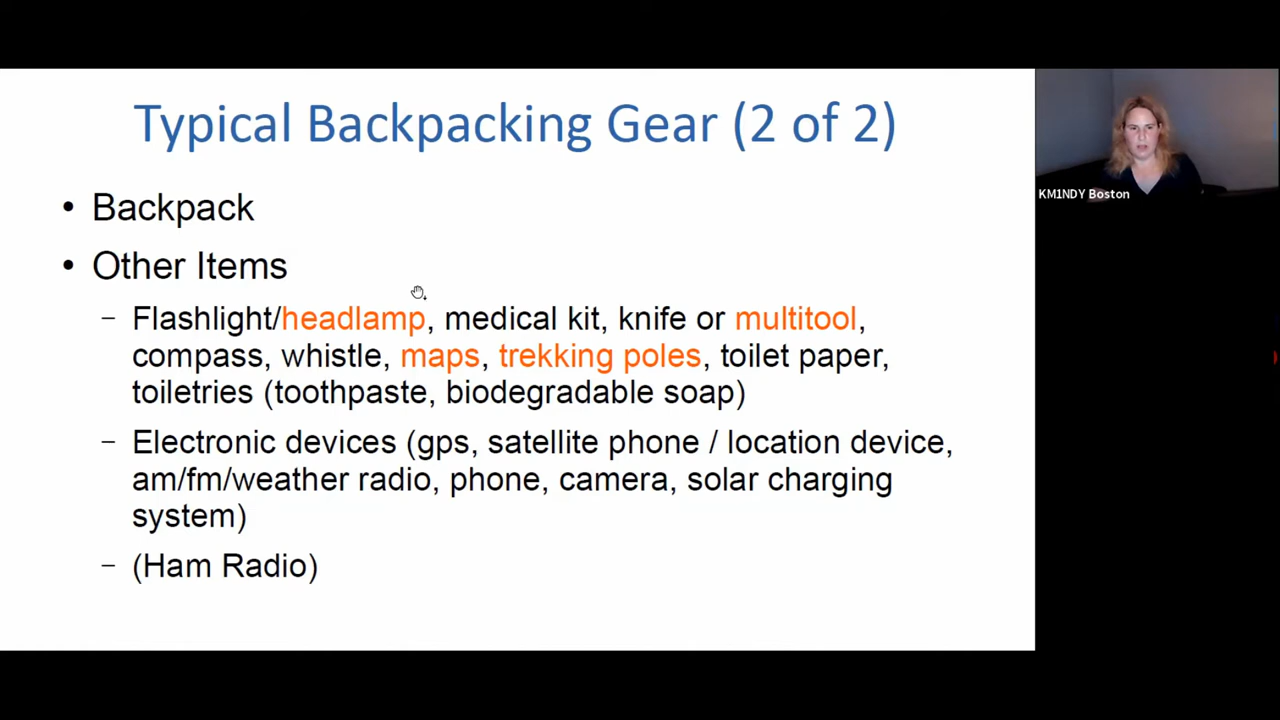 Typical Backpacking Gear (2 of 2)
KM1NDY Boston
• Backpack
• Other Items
– Flashlight/headlamp, medical kit, knife or multitool,
compass, whistle, maps, trekking poles, toilet paper,
toiletries (toothpaste, biodegradable soap)
– Electronic devices (gps, satellite phone / location device,
am/fm/weather radio, phone, camera, solar charging
system)
– (Ham Radio)